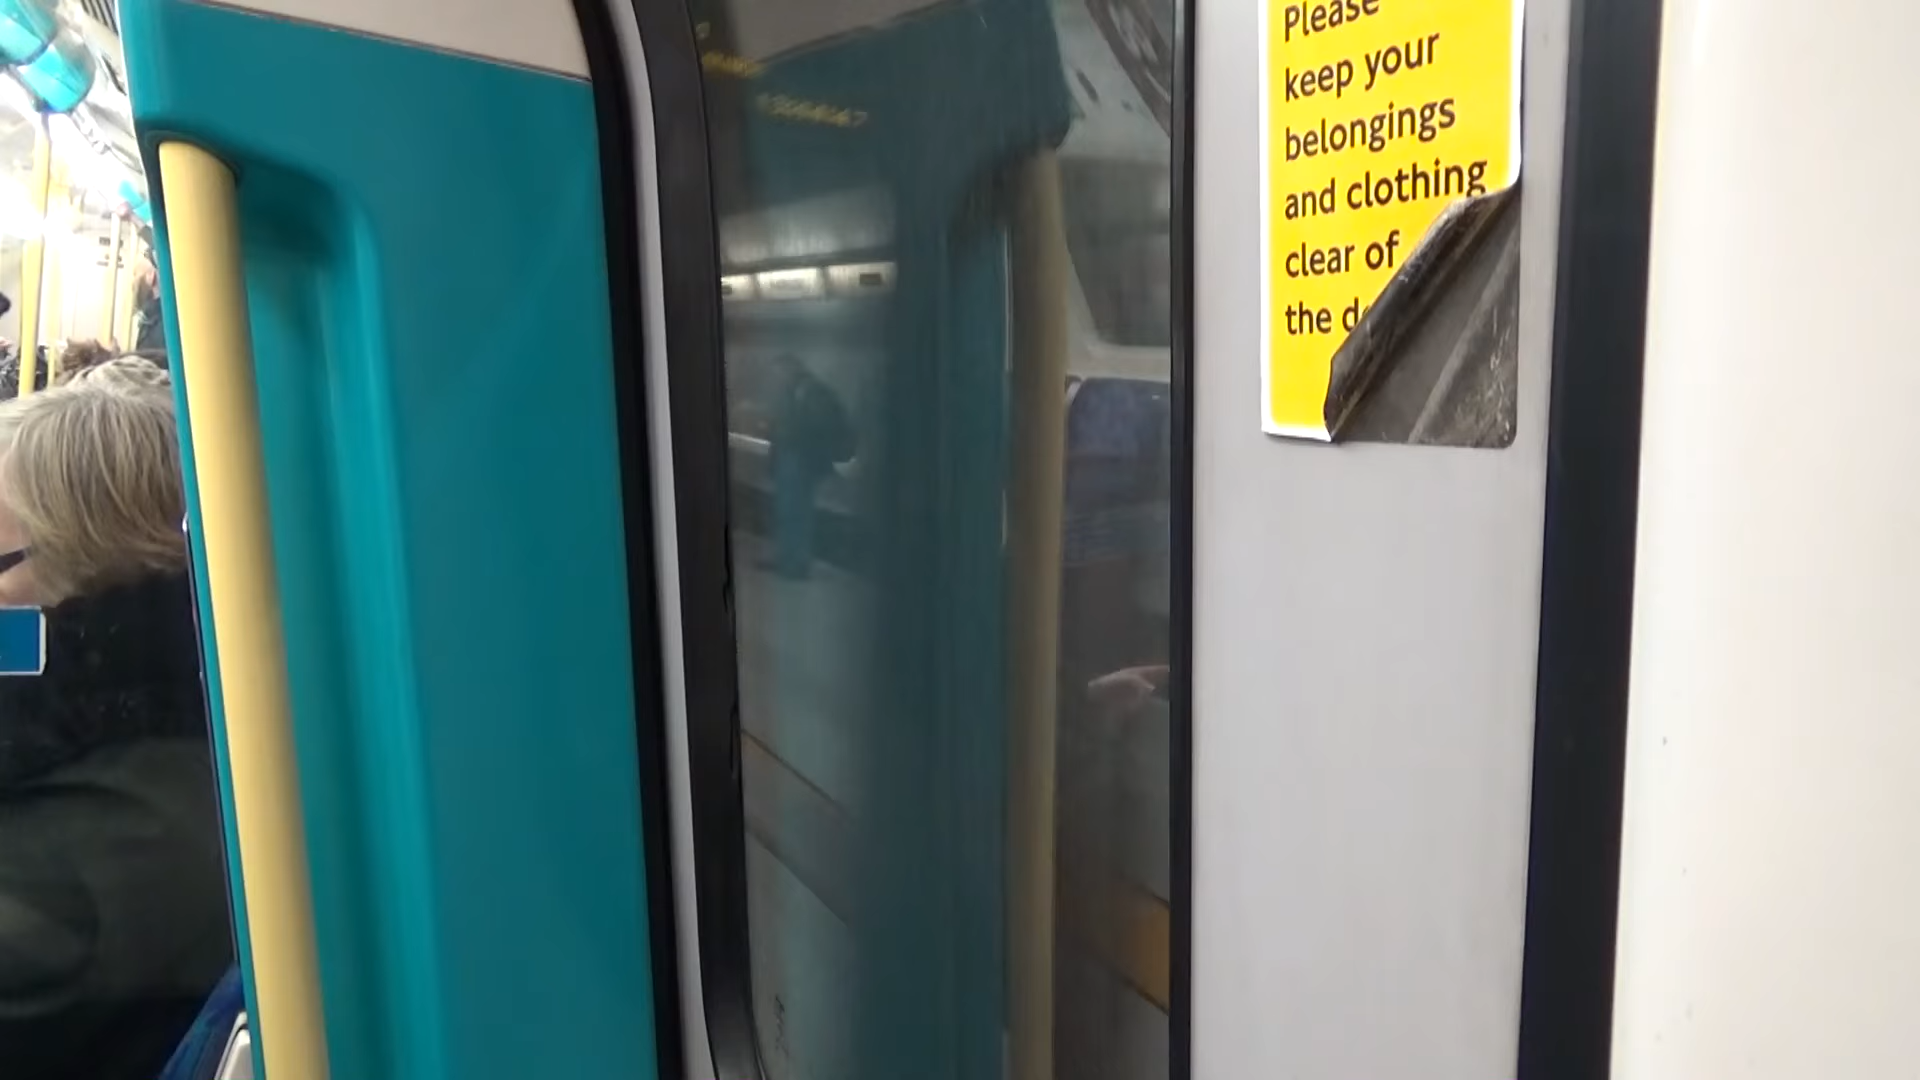 Please
keep your
belongings
and clothing
clear of
the d